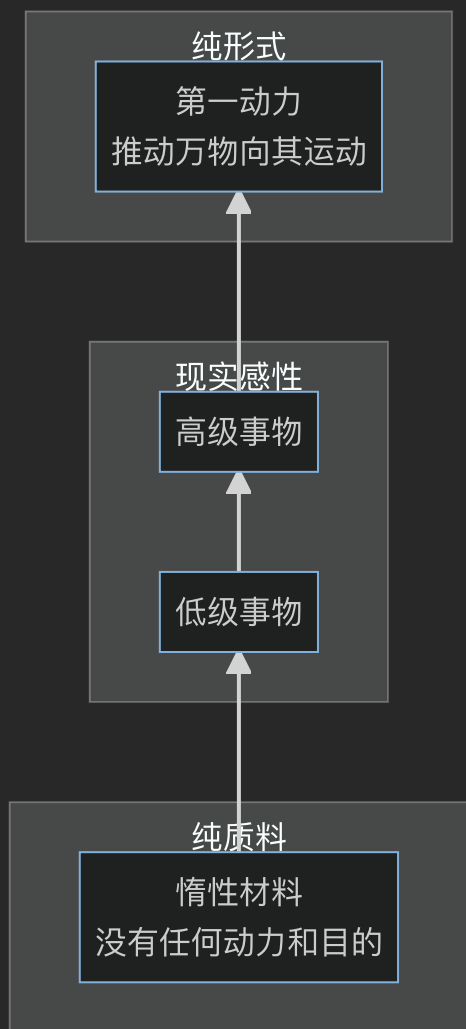 纯形式
第一动力
推动万物向其运动
现实感性
高级事物
低级事物
纯质料
惰性材料
没有任何动力和目的